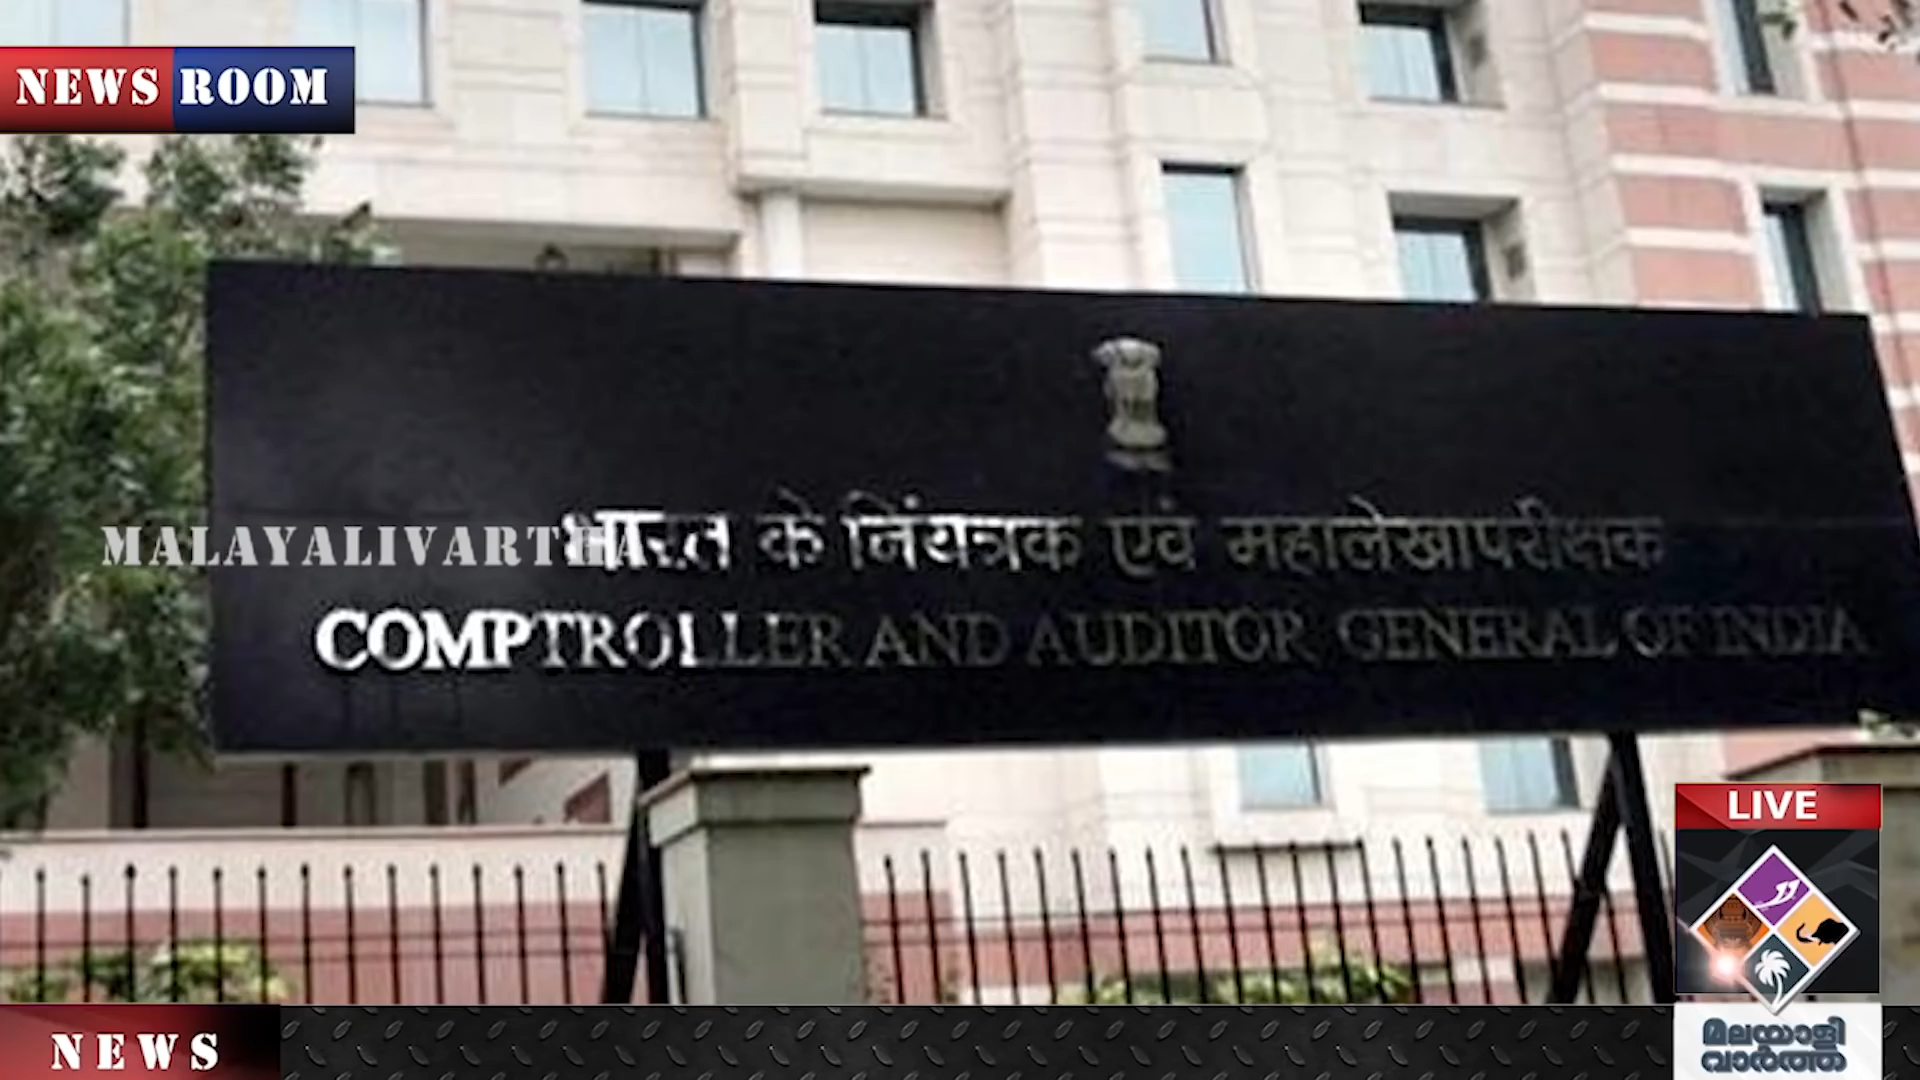 NEWS ROOM
MALAYALIVARTHA
भारत के नियंत्रक एवं महालेखापरीक्षक
COMPTROLLER AND AUDITOR GENERAL OF INDIA
LIVE
മലയാളി
വാർത്ത
NEWS